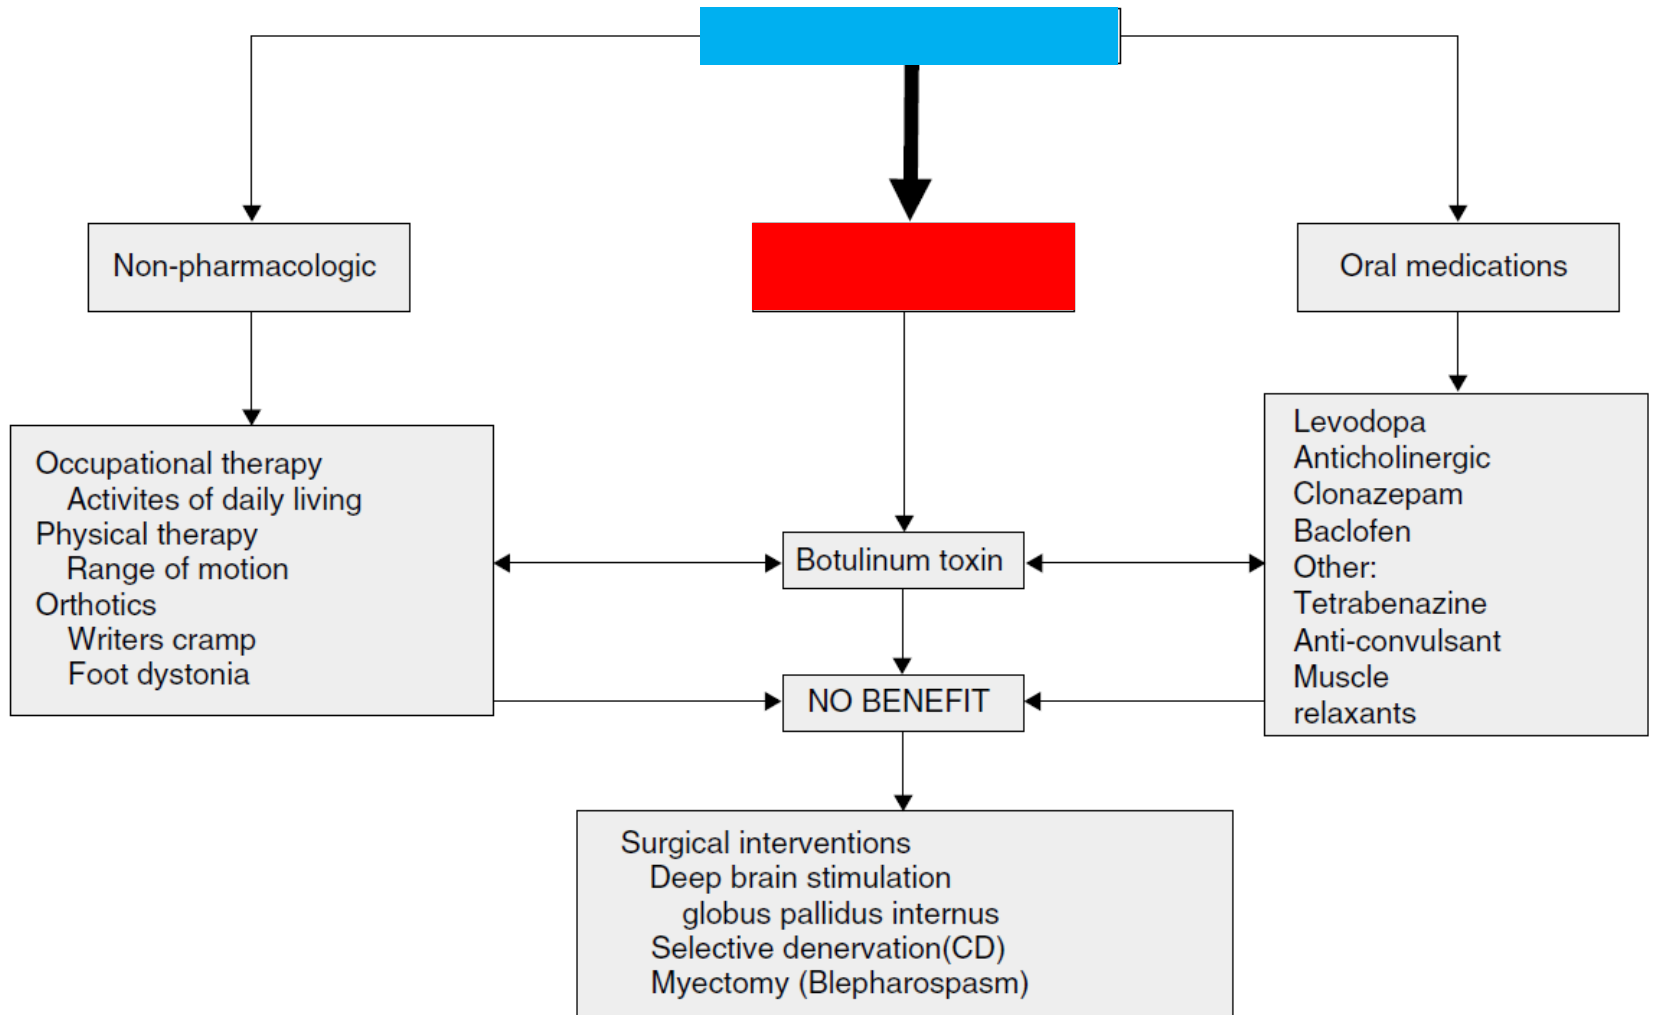 Non-pharmacologic
Oral medications
Occupational therapy
Activites of daily living
Physical therapy
Range of motion
Orthotics
Writers cramp
Foot dystonia
Botulinum toxin
NO BENEFIT
Levodopa
Anticholinergic
Clonazepam
Baclofen
Other:
Tetrabenazine
Anti-convulsant
Muscle
relaxants
Surgical interventions
Deep brain stimulation
globus pallidus internus
Selective denervation(CD)
Myectomy (Blepharospasm)